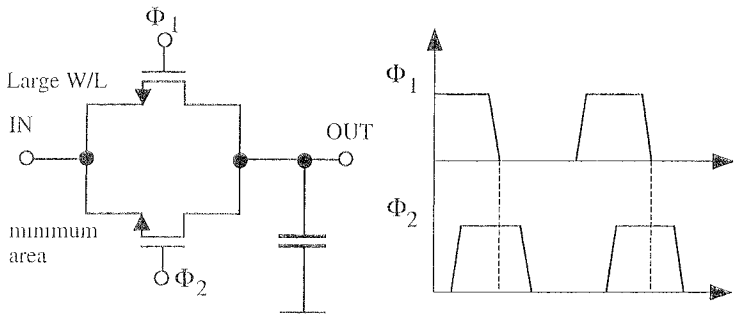 Φ1
Large W/L
IN
OUT
minimum
area
Φ2
Φ1
Φ2